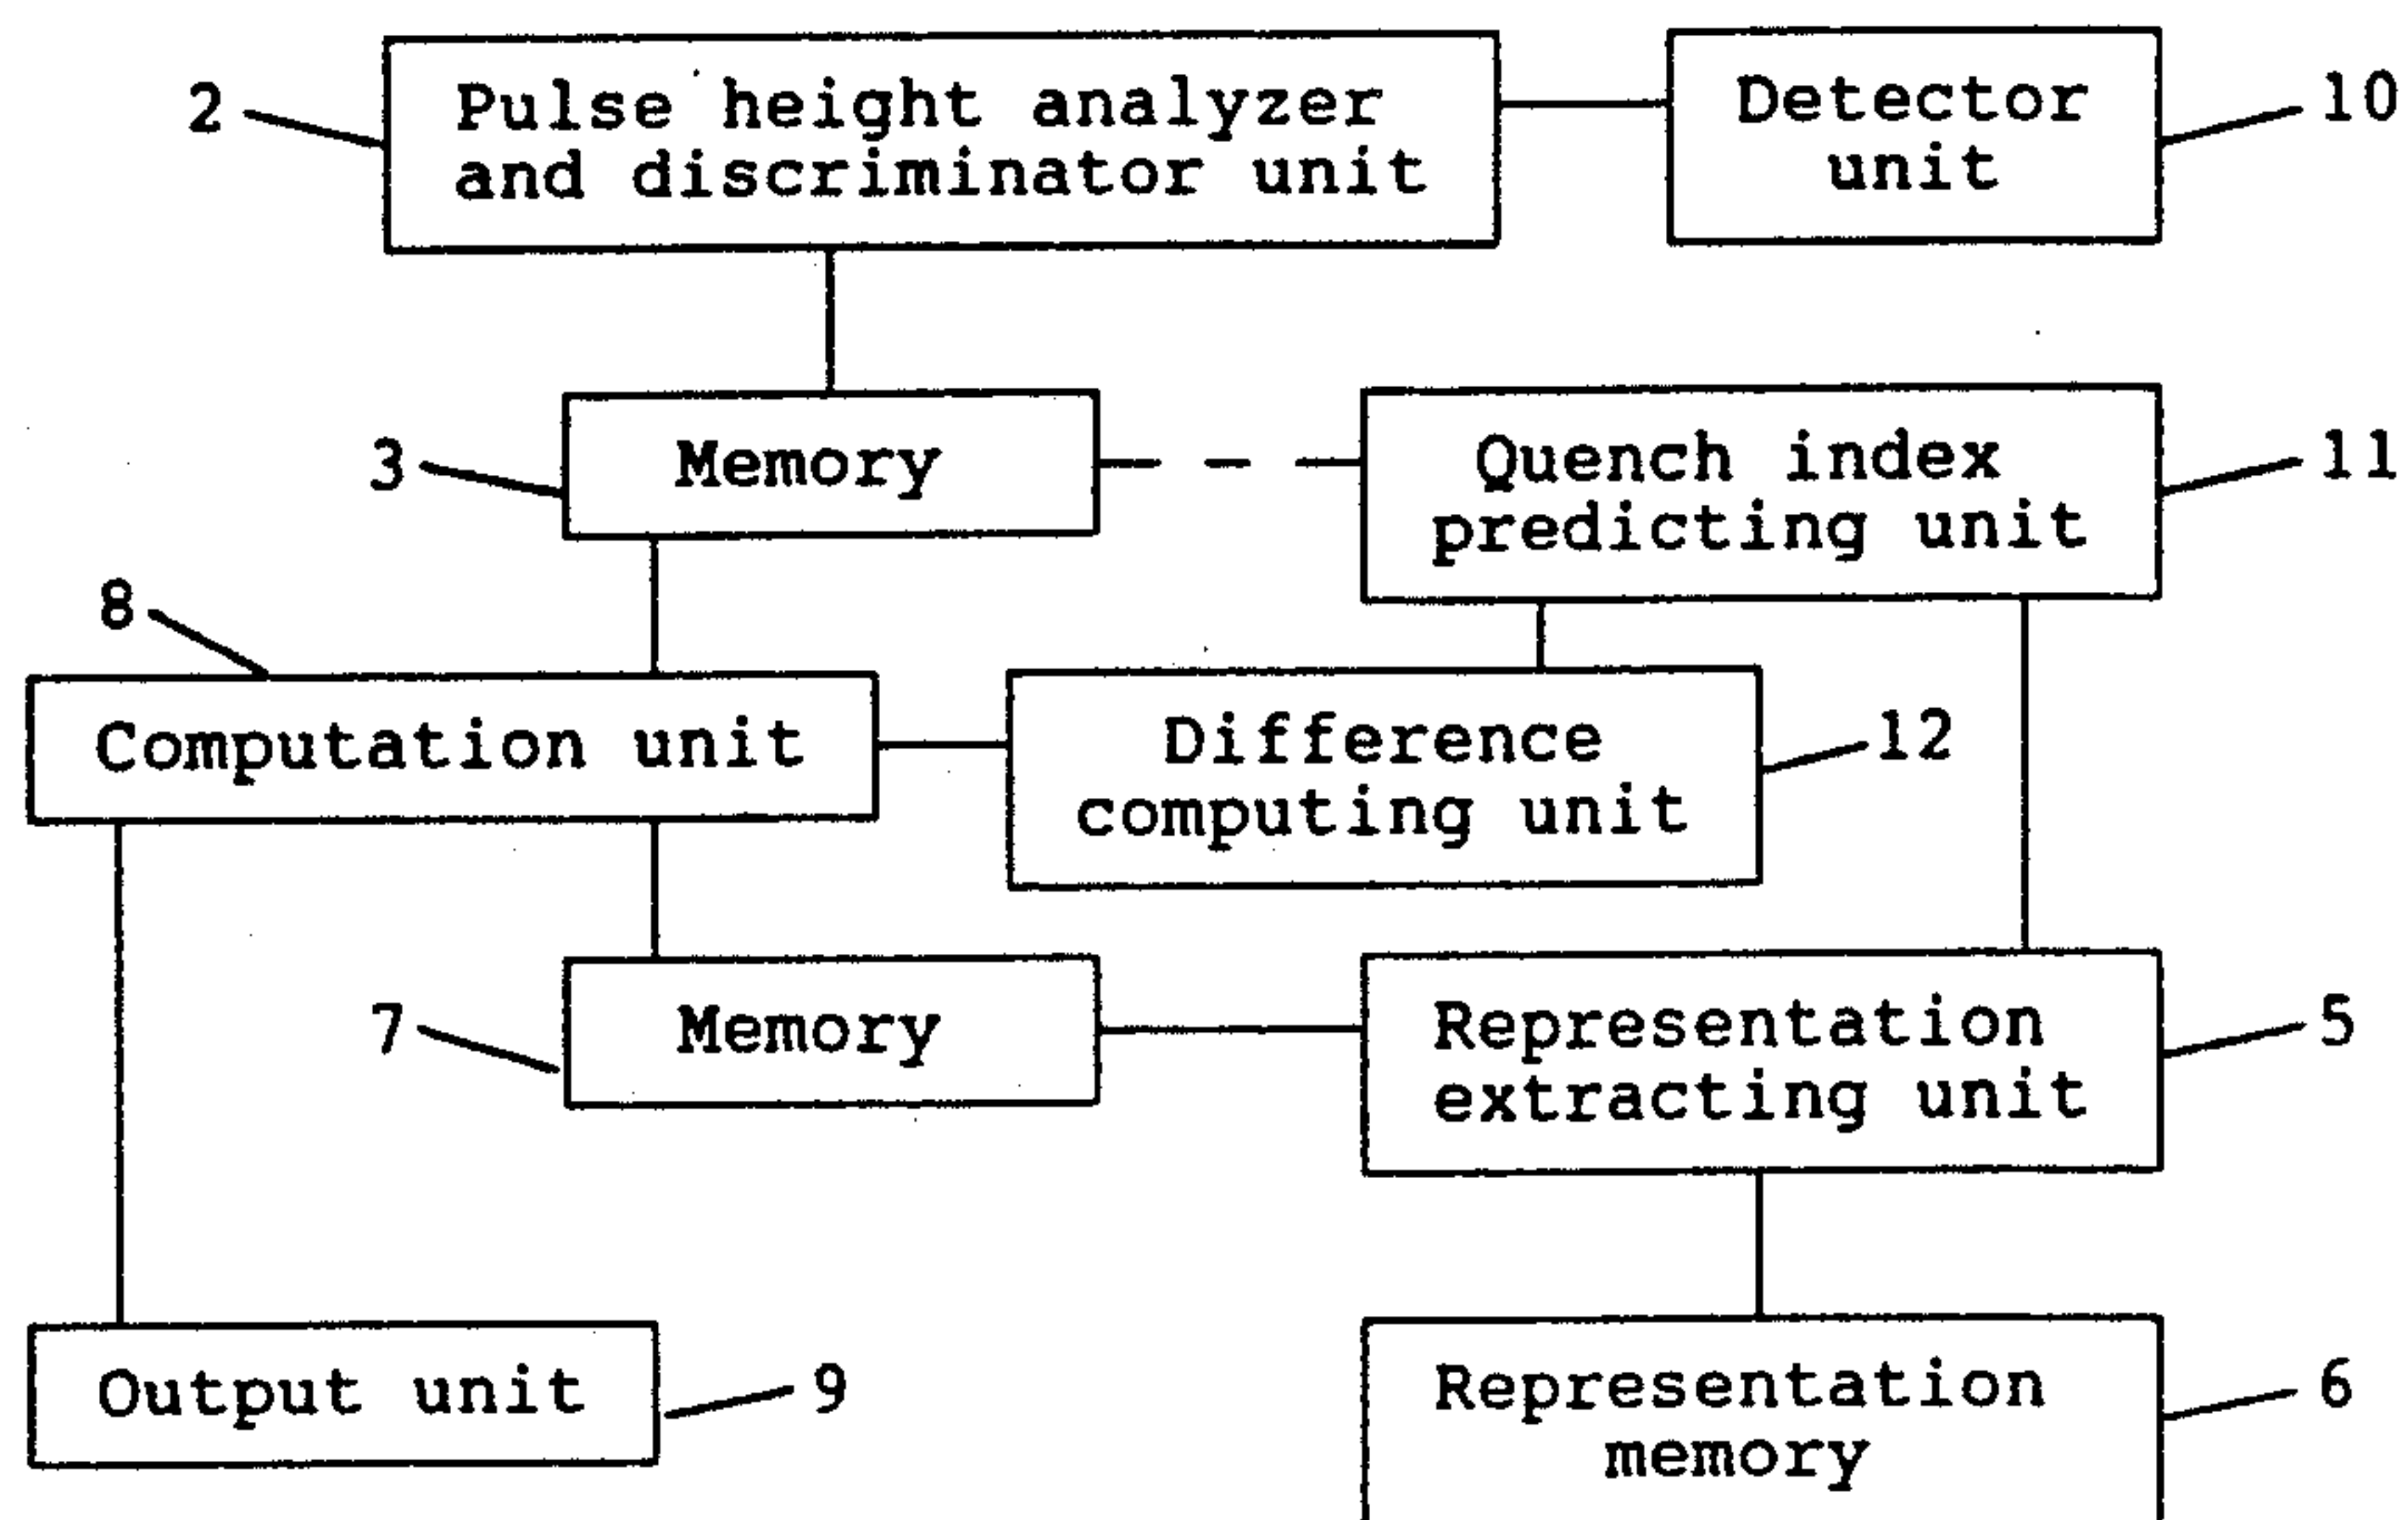 2
Pulse height analyzer
and discriminator unit
Detector
unit
10
3
Memory
Quench index
predicting unit
11
8
Computation unit
Difference
computing unit
12
7
Memory
Representation
extracting unit
5
Output unit
9
Representation
memory
6